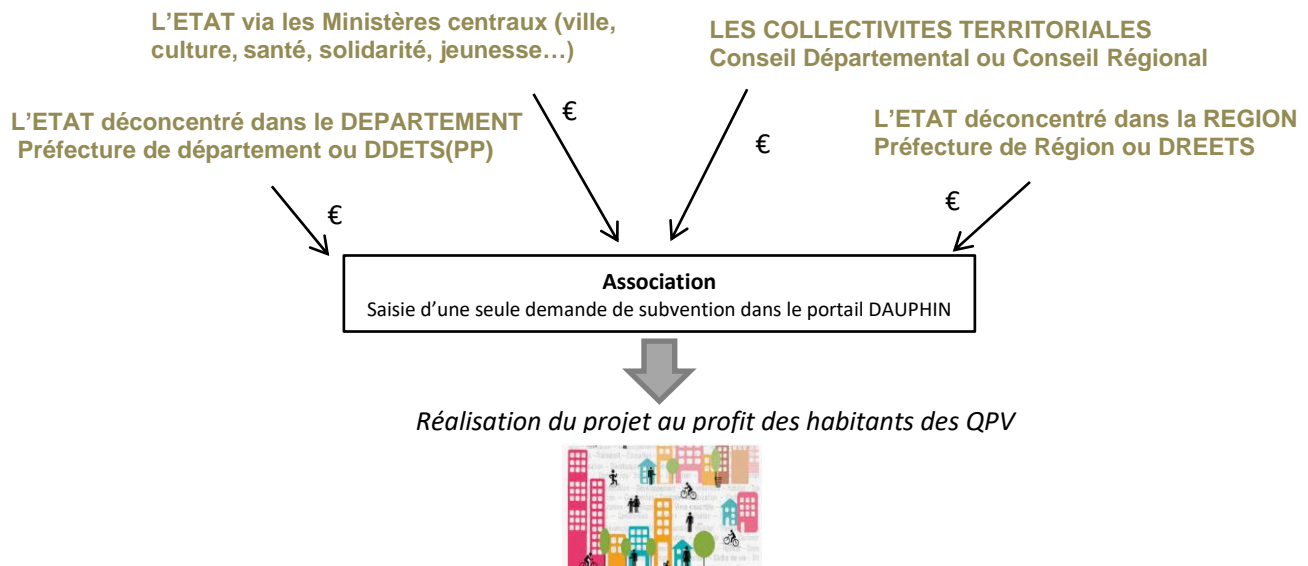 L'ETAT via les Ministères centraux (ville,
culture, santé, solidarité, jeunesse…)
LES COLLECTIVITES TERRITORIALES
Conseil Départemental ou Conseil Régional
L'ETAT déconcentré dans le DEPARTEMENT
Préfecture de département ou DDETS(PP)
L'ETAT déconcentré dans la REGION
Préfecture de Région ou DREETS
€
€
€
€
Association
Saisie d'une seule demande de subvention dans le portail DAUPHIN
Réalisation du projet au profit des habitants des QPV